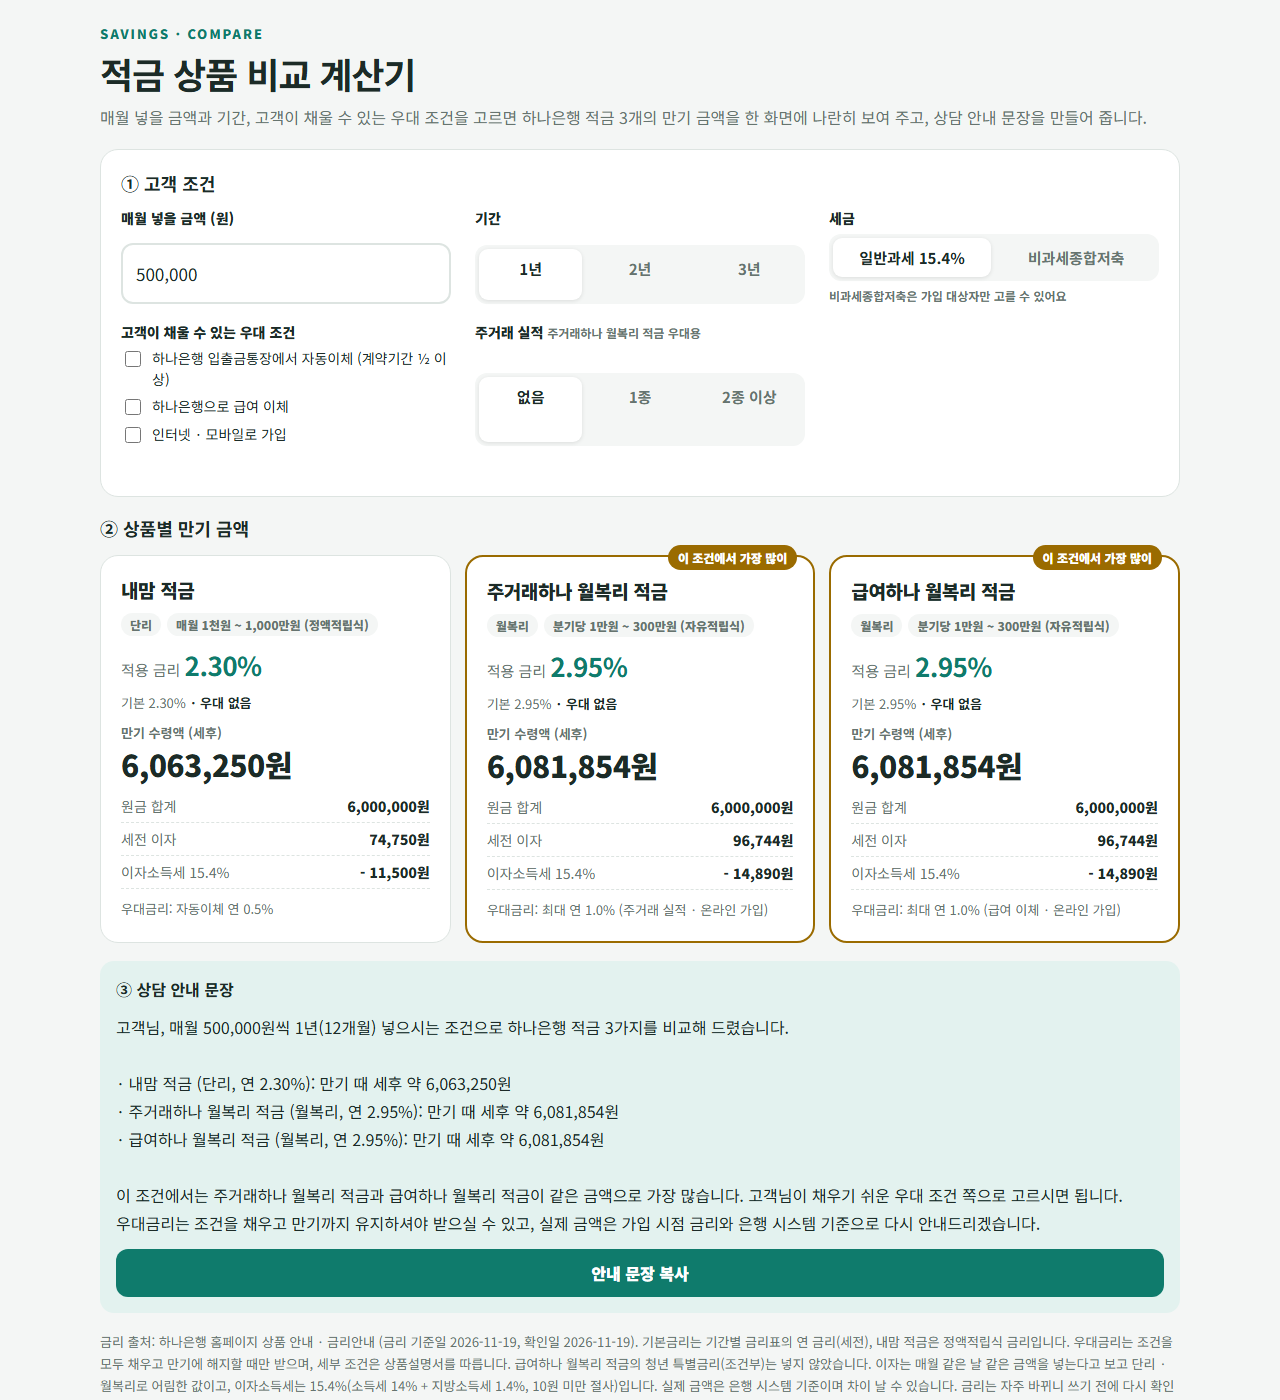 SAVINGS · COMPARE
적금 상품 비교 계산기
매월 넣을 금액과 기간, 고객이 채울 수 있는 우대 조건을 고르면 하나은행 적금 3개의 만기 금액을 한 화면에 나란히 보여 주고, 상담 안내 문장을 만들어 줍니다.
① 고객 조건
매월 넣을 금액 (원)
500,000
기간
1년 2년 3년
세금
일반과세 15.4% 비과세종합저축
비과세종합저축은 가입 대상자만 고를 수 있어요
고객이 채울 수 있는 우대 조건
하나은행 입출금통장에서 자동이체 (계약기간 ½ 이
상)
하나은행으로 급여 이체
인터넷 · 모바일로 가입
주거래 실적 주거래하나 월복리 적금 우대용
없음 1종 2종 이상
② 상품별 만기 금액
내맘 적금
단리 매월 1천원 ~ 1,000만원 (정액적립식)
적용 금리 2.30%
기본 2.30% · 우대 없음
만기 수령액 (세후)
6,063,250원
원금 합계 6,000,000원
세전 이자 74,750원
이자소득세 15.4% - 11,500원
우대금리: 자동이체 연 0.5%
이 조건에서 가장 많이
주거래하나 월복리 적금
월복리 분기당 1만원 ~ 300만원 (자유적립식)
적용 금리 2.95%
기본 2.95% · 우대 없음
만기 수령액 (세후)
6,081,854원
원금 합계 6,000,000원
세전 이자 96,744원
이자소득세 15.4% - 14,890원
우대금리: 최대 연 1.0% (주거래 실적 · 온라인 가입)
이 조건에서 가장 많이
급여하나 월복리 적금
월복리 분기당 1만원 ~ 300만원 (자유적립식)
적용 금리 2.95%
기본 2.95% · 우대 없음
만기 수령액 (세후)
6,081,854원
원금 합계 6,000,000원
세전 이자 96,744원
이자소득세 15.4% - 14,890원
우대금리: 최대 연 1.0% (급여 이체 · 온라인 가입)
③ 상담 안내 문장
고객님, 매월 500,000원씩 1년(12개월) 넣으시는 조건으로 하나은행 적금 3가지를 비교해 드렸습니다.
· 내맘 적금 (단리, 연 2.30%): 만기 때 세후 약 6,063,250원
· 주거래하나 월복리 적금 (월복리, 연 2.95%): 만기 때 세후 약 6,081,854원
· 급여하나 월복리 적금 (월복리, 연 2.95%): 만기 때 세후 약 6,081,854원
이 조건에서는 주거래하나 월복리 적금과 급여하나 월복리 적금이 같은 금액으로 가장 많습니다. 고객님이 채우기 쉬운 우대 조건 쪽으로 고르시면 됩니다.
우대금리는 조건을 채우고 만기까지 유지하셔야 받으실 수 있고, 실제 금액은 가입 시점 금리와 은행 시스템 기준으로 다시 안내드리겠습니다.
안내 문장 복사
금리 출처: 하나은행 홈페이지 상품 안내 · 금리안내 (금리 기준일 2026-11-19, 확인일 2026-11-19). 기본금리는 기간별 금리표의 연 금리(세전), 내맘 적금은 정액적립식 금리입니다. 우대금리는 조건을
모두 채우고 만기에 해지할 때만 받으며, 세부 조건은 상품설명서를 따릅니다. 급여하나 월복리 적금의 청년 특별금리(조건부)는 넣지 않았습니다. 이자는 매월 같은 날 같은 금액을 넣는다고 보고 단리 ·
월복리로 어림한 값이고, 이자소득세는 15.4%(소득세 14% + 지방소득세 1.4%, 10원 미만 절사)입니다. 실제 금액은 은행 시스템 기준이며 차이 날 수 있습니다. 금리는 자주 바뀌니 쓰기 전에 다시 확인